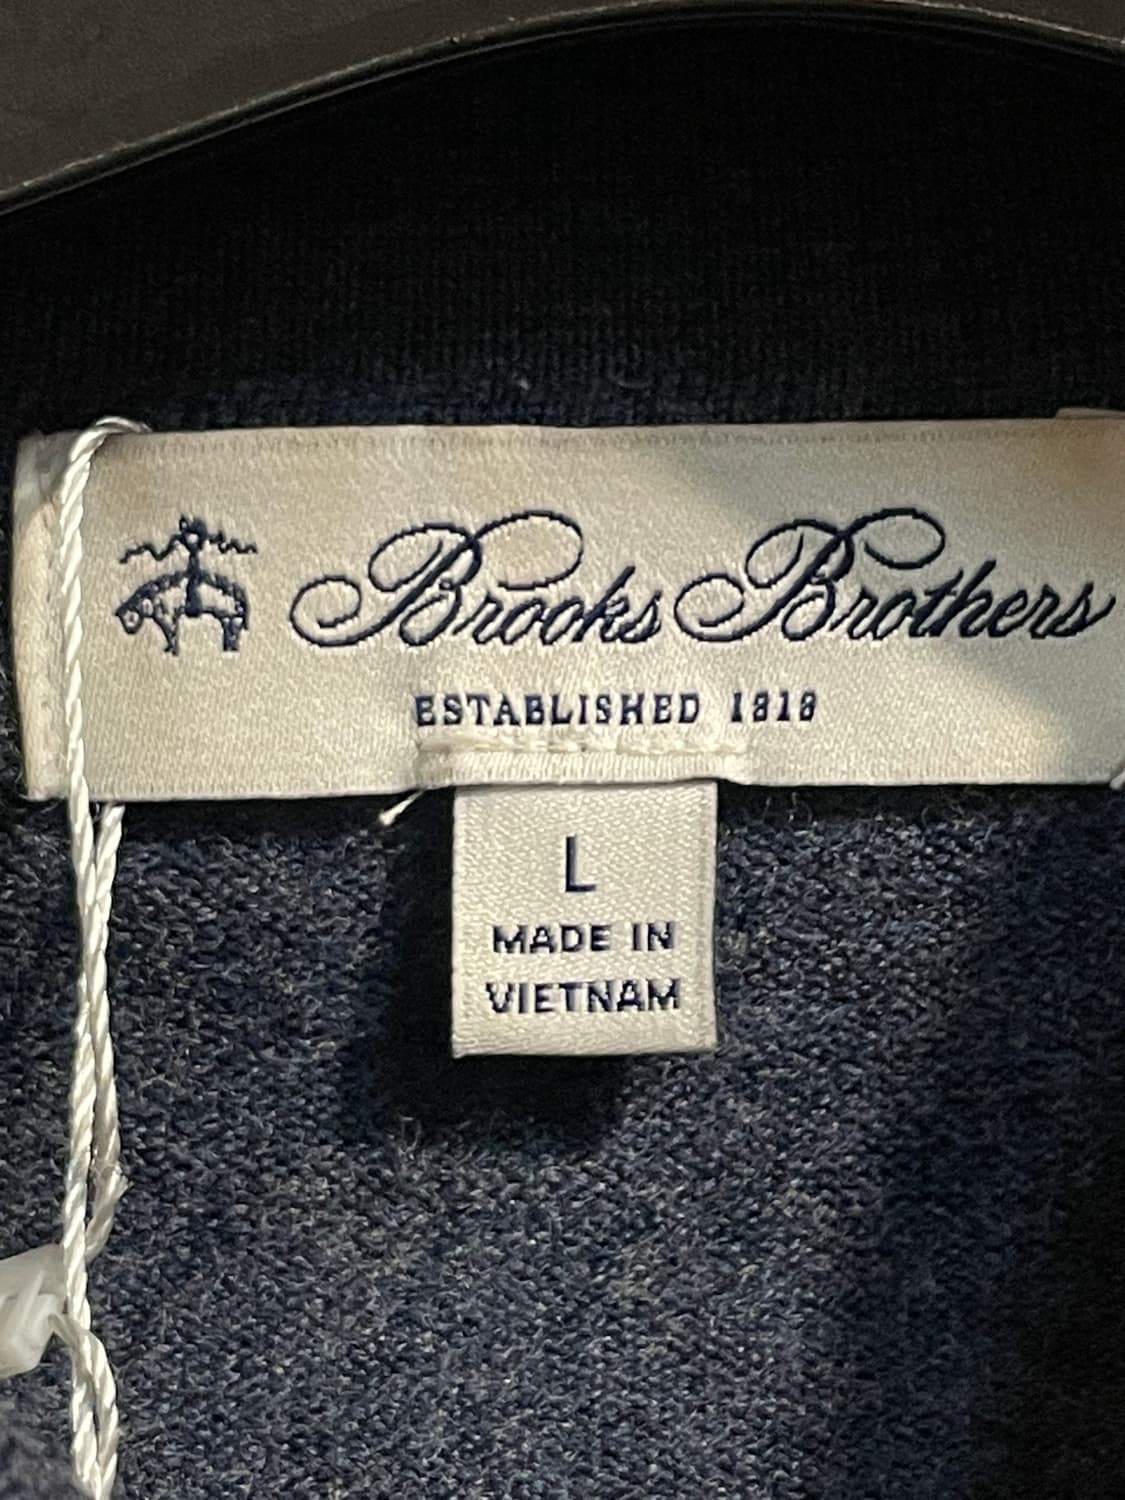 Brooks Brothers
ESTABLISHED 1818
L
MADE IN
VIETNAM